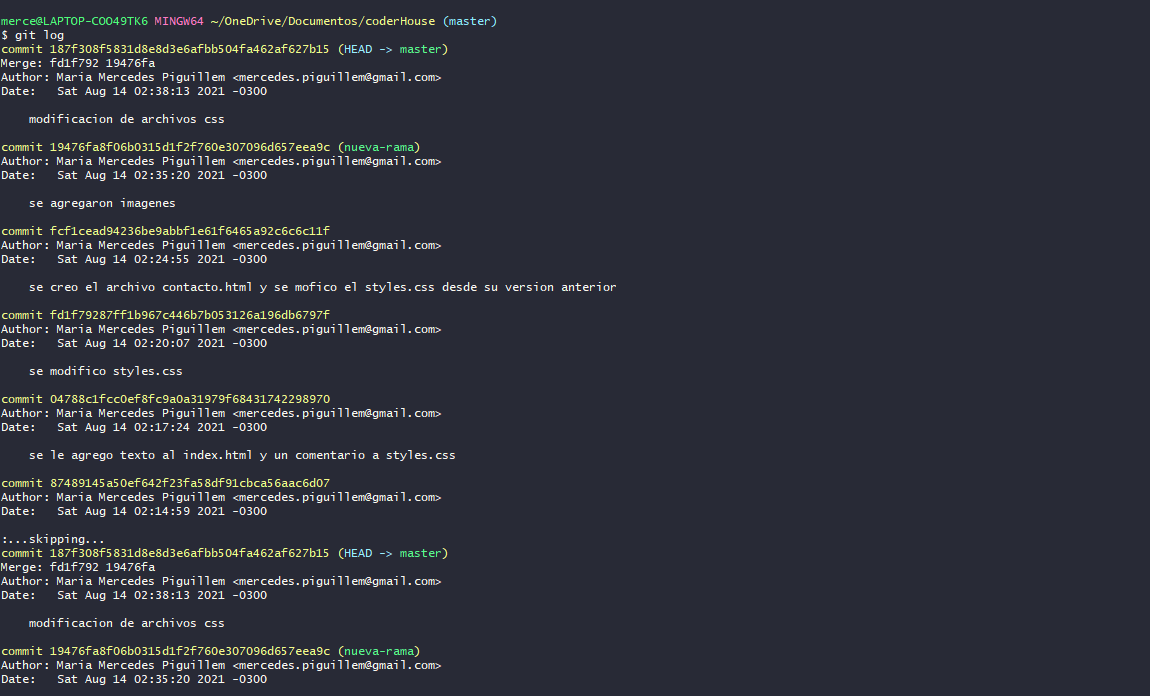 merce@LAPTOP-COO49TK6 MINGW64 ~/OneDrive/Documentos/coderHouse (master)
$ git log
commit 187f308f5831d8e8d3e6afbb504fa462af627b15 (HEAD -> master)
Merge: fd1f792 19476fa
Author: Maria Mercedes Piguillem <mercedes.piguillem@gmail.com>
Date:   Sat Aug 14 02:38:13 2021 -0300

    modificacion de archivos css

commit 19476fa8f06b0315d1f2f760e307096d657eea9c (nueva-rama)
Author: Maria Mercedes Piguillem <mercedes.piguillem@gmail.com>
Date:   Sat Aug 14 02:35:20 2021 -0300

    se agregaron imagenes

commit fcf1cead94236be9abbf1e61f6465a92c6c6c11f
Author: Maria Mercedes Piguillem <mercedes.piguillem@gmail.com>
Date:   Sat Aug 14 02:24:55 2021 -0300

    se creo el archivo contacto.html y se mofico el styles.css desde su version anterior

commit fd1f79287ff1b967c446b7b053126a196db6797f
Author: Maria Mercedes Piguillem <mercedes.piguillem@gmail.com>
Date:   Sat Aug 14 02:20:07 2021 -0300

    se modifico styles.css

commit 04788c1fcc0ef8fc9a0a31979f68431742298970
Author: Maria Mercedes Piguillem <mercedes.piguillem@gmail.com>
Date:   Sat Aug 14 02:17:24 2021 -0300

    se le agrego texto al index.html y un comentario a styles.css

commit 87489145a50ef642f23fa58df91cbca56aac6d07
Author: Maria Mercedes Piguillem <mercedes.piguillem@gmail.com>
Date:   Sat Aug 14 02:14:59 2021 -0300

:...skipping...
commit 187f308f5831d8e8d3e6afbb504fa462af627b15 (HEAD -> master)
Merge: fd1f792 19476fa
Author: Maria Mercedes Piguillem <mercedes.piguillem@gmail.com>
Date:   Sat Aug 14 02:38:13 2021 -0300

    modificacion de archivos css

commit 19476fa8f06b0315d1f2f760e307096d657eea9c (nueva-rama)
Author: Maria Mercedes Piguillem <mercedes.piguillem@gmail.com>
Date:   Sat Aug 14 02:35:20 2021 -0300